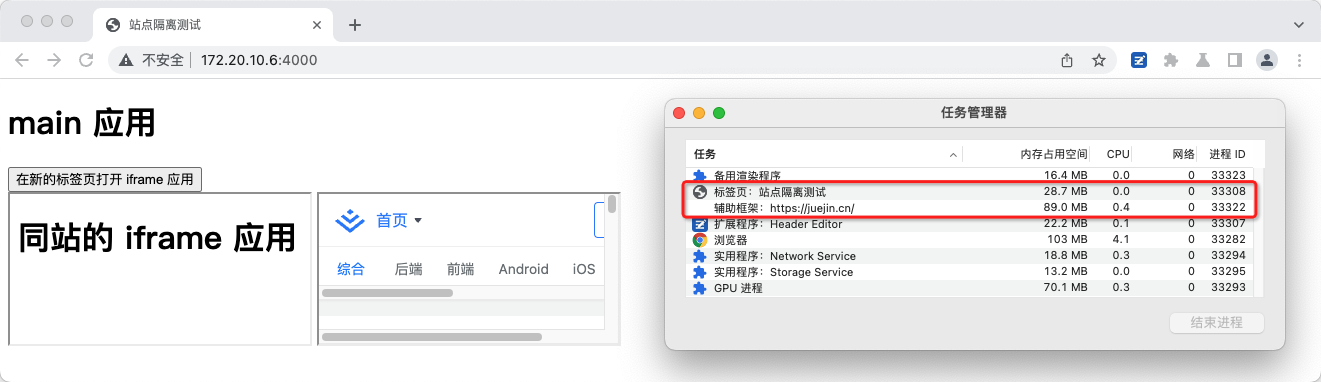 站点隔离测试
不安全 172.20.10.6:4000
main 应用
在新的标签页打开 iframe 应用
同站的 iframe 应用
首页
综合 后端 前端 Android iOS
任务管理器
任务 内存占用空间 CPU 网络 进程 ID
备用渲染程序 16.4 MB 0.0 0 33323
标签页：站点隔离测试 28.7 MB 0.0 0 33308
辅助框架：https://juejin.cn/ 89.0 MB 0.4 0 33322
扩展程序：Header Editor 22.2 MB 0.1 0 33307
浏览器 103 MB 4.1 0 33282
实用程序：Network Service 18.8 MB 0.3 0 33294
实用程序：Storage Service 13.2 MB 0.0 0 33295
GPU 进程 70.1 MB 0.3 0 33293
结束进程